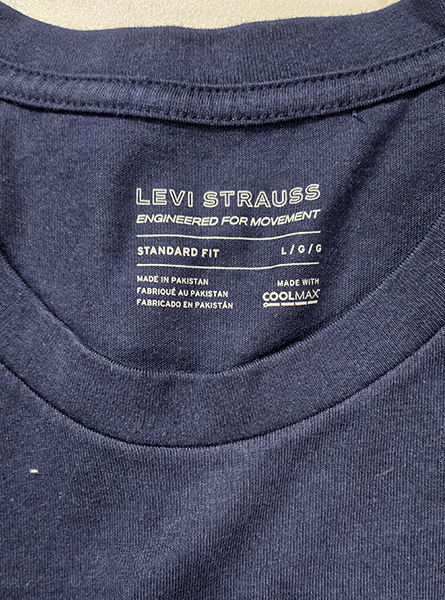 LEVI STRAUSS
ENGINEERED FOR MOVEMENT
STANDARD FIT L / G / G
MADE IN PAKISTAN
FABRIQUÉ AU PAKISTAN
FABRICADO EN PAKISTÁN
MADE WITH
COOLMAX